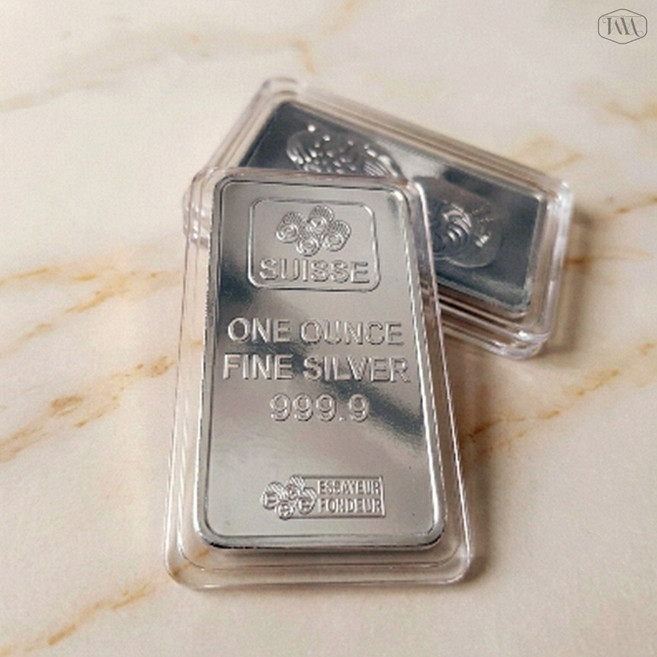 SUISSE
ONE OUNCE
FINE SILVER
999.9
ESSAYEUR
FONDEUR